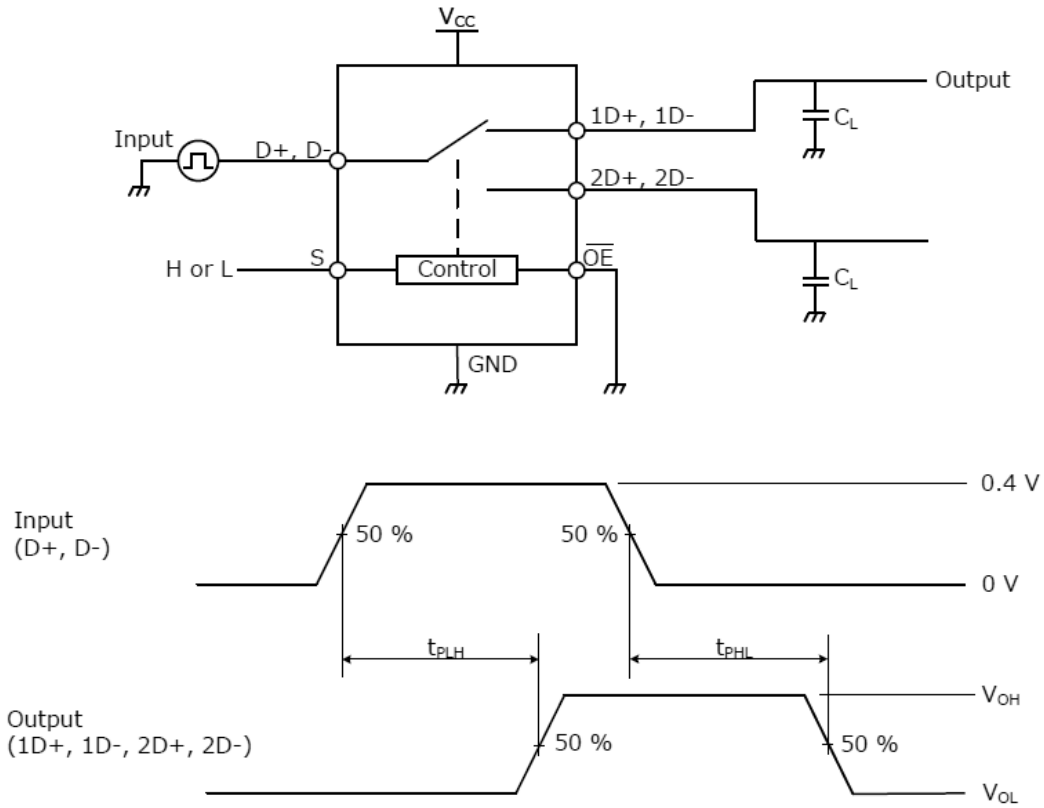 VCC
Input
D+, D-
1D+, 1D-
Output
CL
2D+, 2D-
H or L
S
Control
OE
CL
GND
Input
(D+, D-)
50 %
50 %
0.4 V
0 V
tPLH
tPHL
Output
(1D+, 1D-, 2D+, 2D-)
50 %
50 %
VOH
VOL